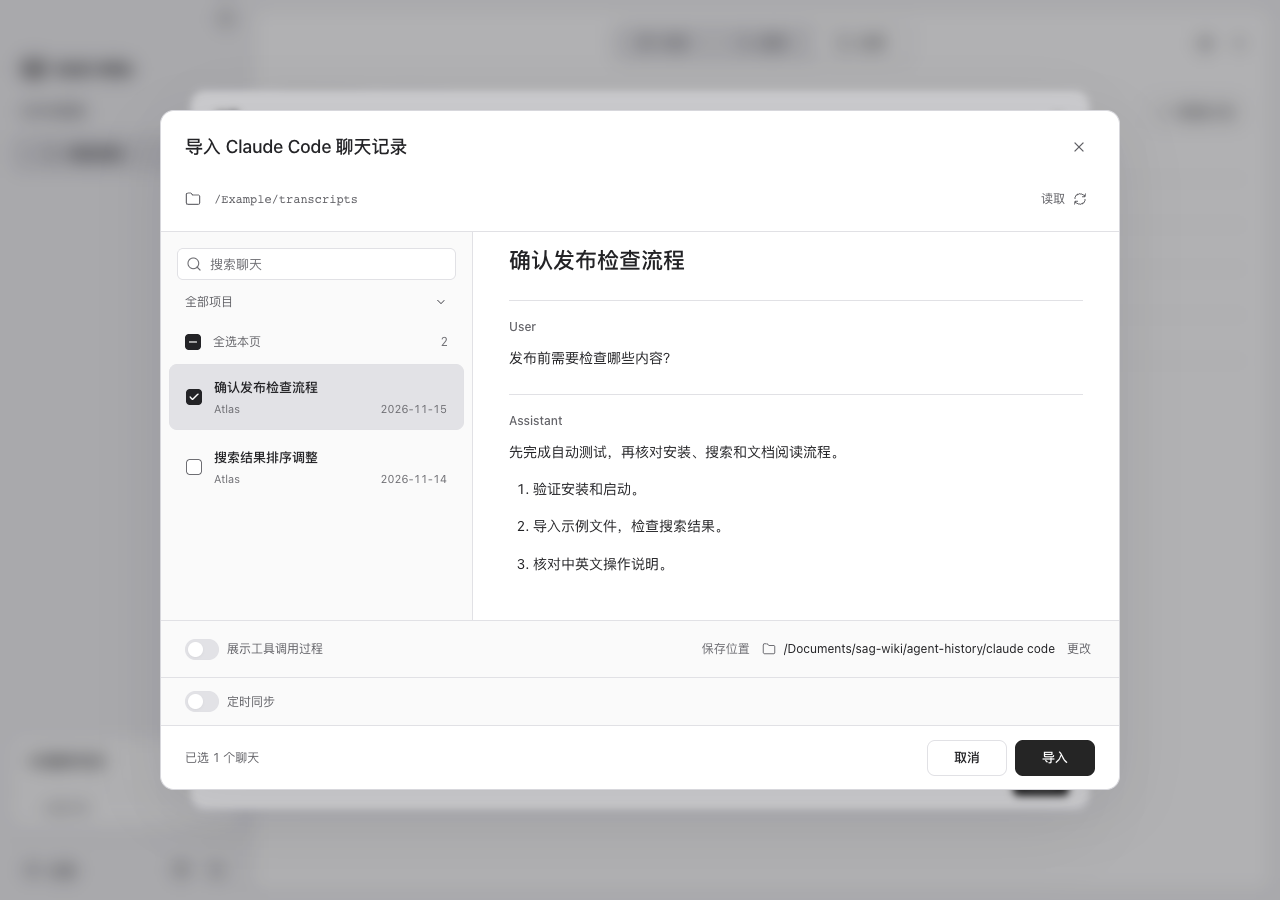 导入 Claude Code 聊天记录
/Example/transcripts
读取
搜索聊天
全部项目
全选本页
2
确认发布检查流程
Atlas
2026-11-15
搜索结果排序调整
Atlas
2026-11-14
确认发布检查流程
User
发布前需要检查哪些内容?
Assistant
先完成自动测试，再核对安装、搜索和文档阅读流程。
1. 验证安装和启动。
2. 导入示例文件，检查搜索结果。
3. 核对中英文操作说明。
展示工具调用过程
保存位置
/Documents/sag-wiki/agent-history/claude code
更改
定时同步
已选 1 个聊天
取消
导入